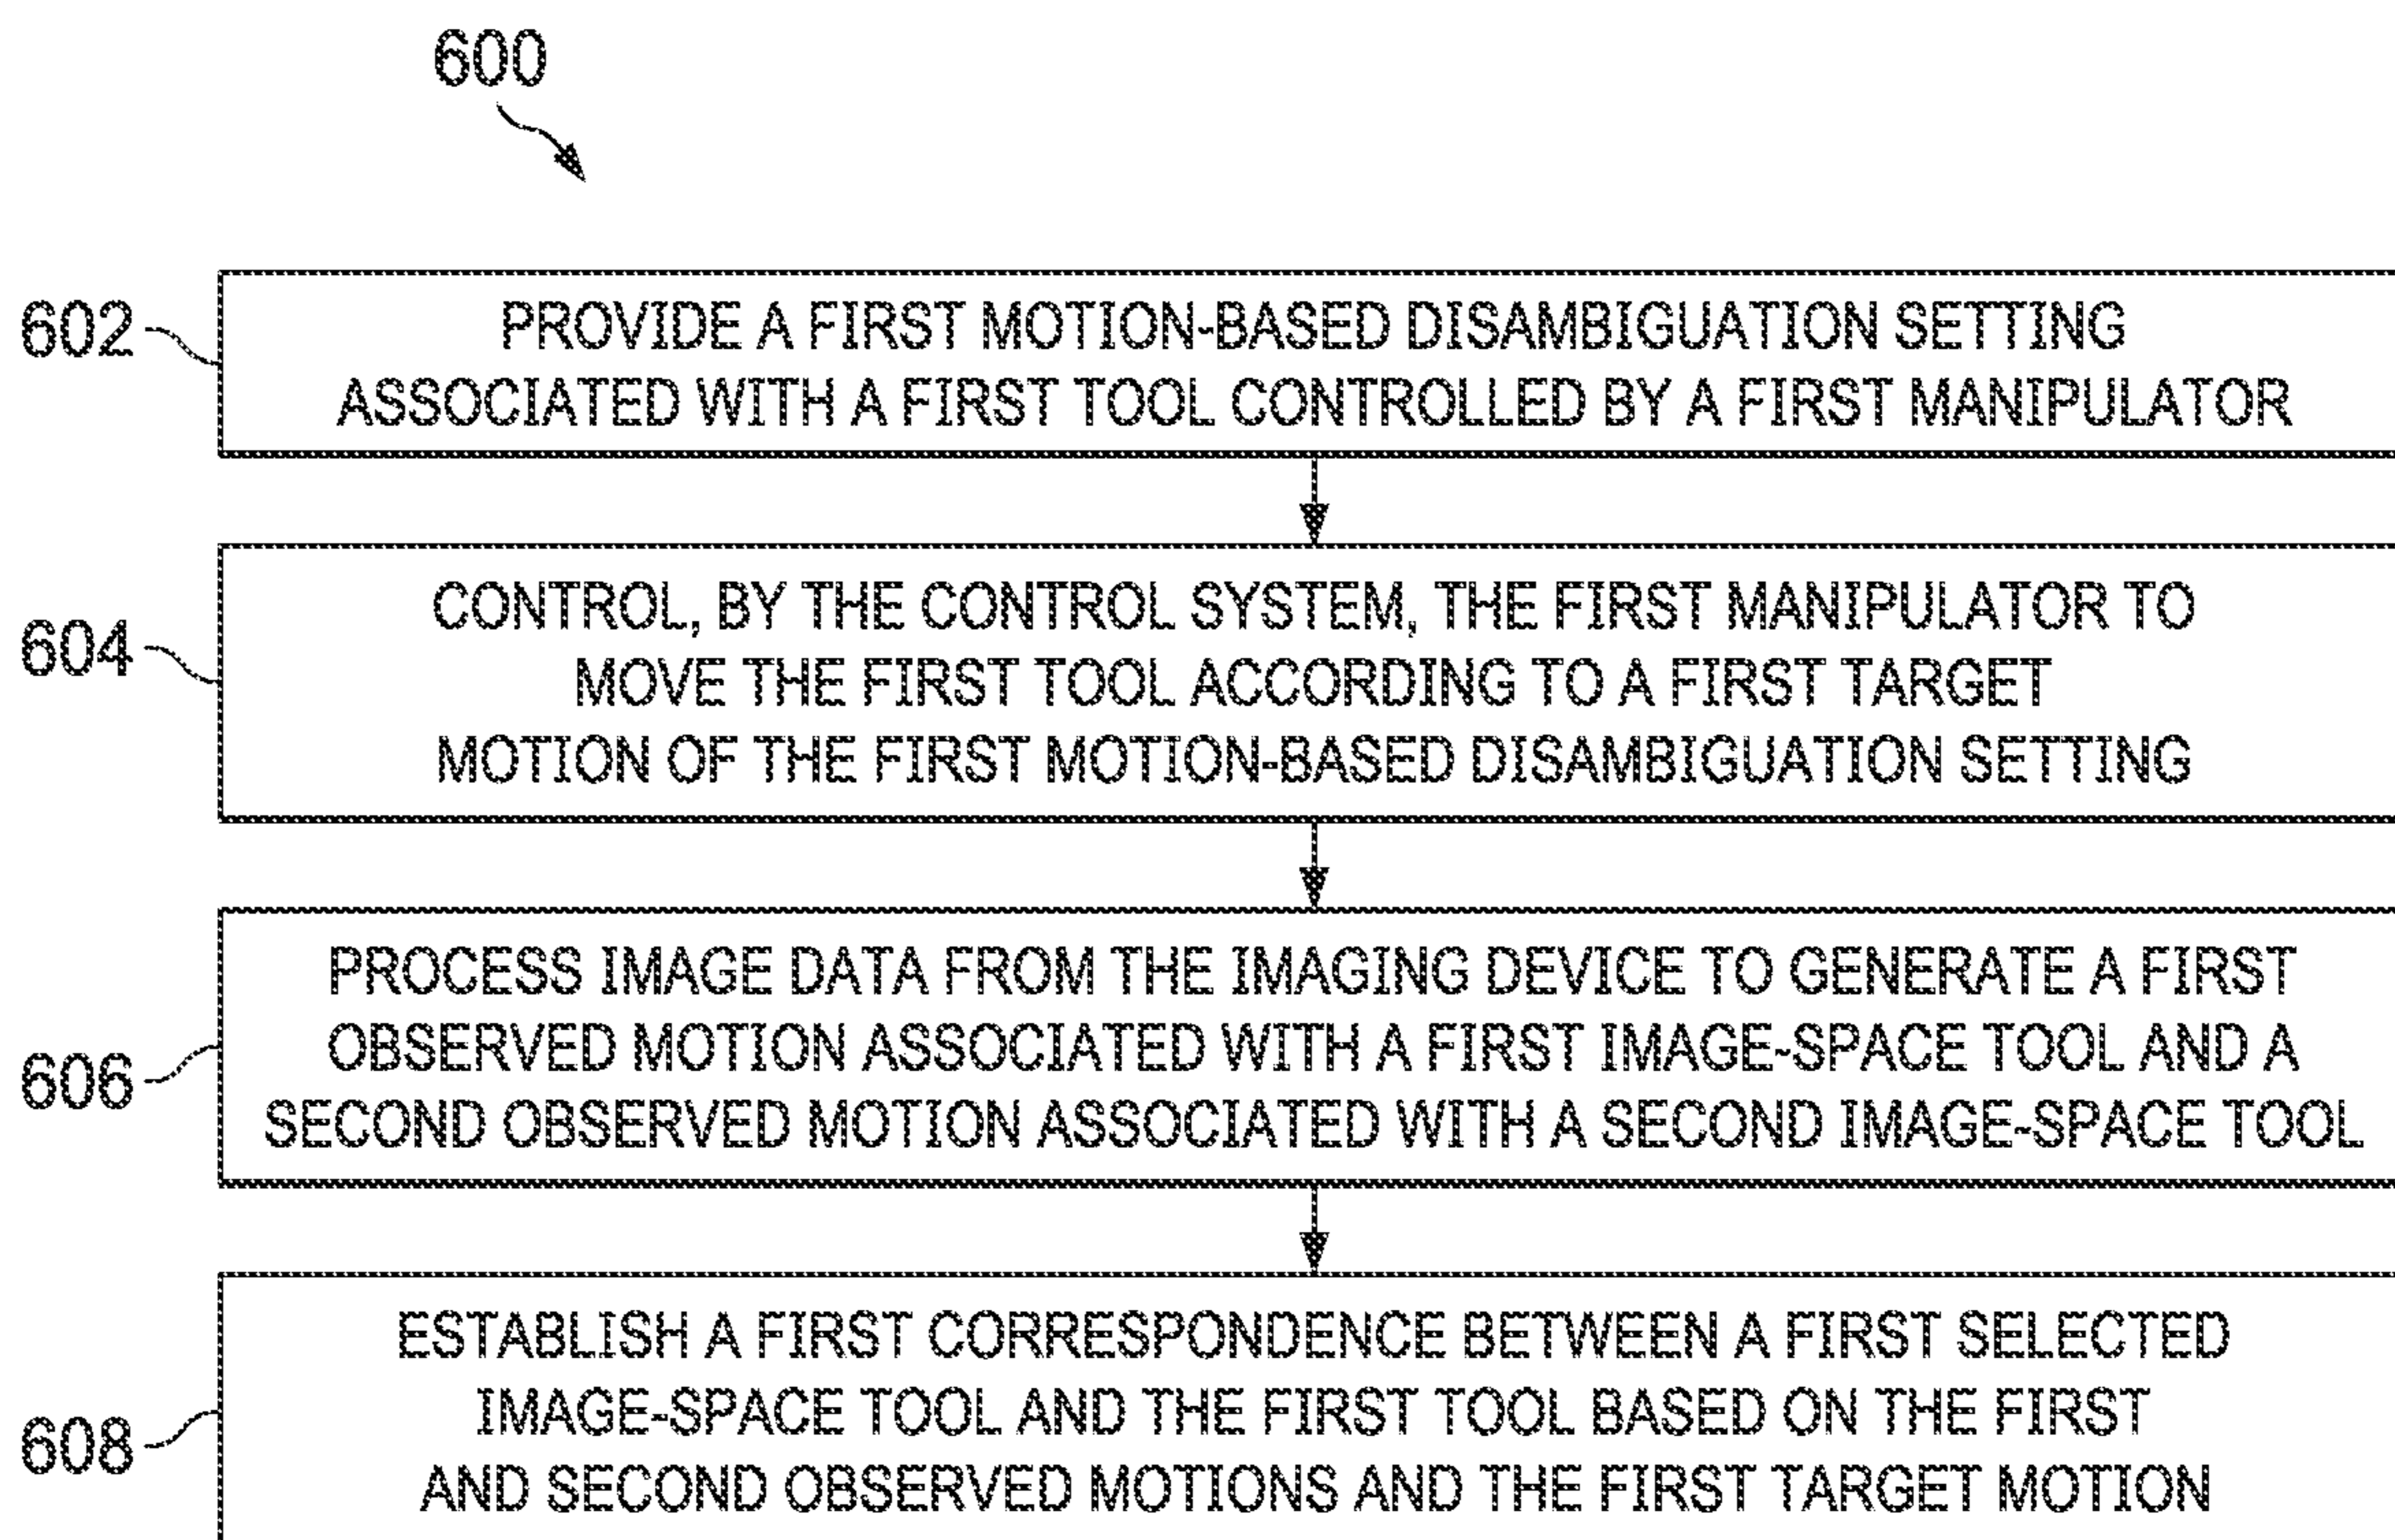 600
602
PROVIDE A FIRST MOTION-BASED DISAMBIGUATION SETTING
ASSOCIATED WITH A FIRST TOOL CONTROLLED BY A FIRST MANIPULATOR
604
CONTROL, BY THE CONTROL SYSTEM, THE FIRST MANIPULATOR TO
MOVE THE FIRST TOOL ACCORDING TO A FIRST TARGET
MOTION OF THE FIRST MOTION-BASED DISAMBIGUATION SETTING
606
PROCESS IMAGE DATA FROM THE IMAGING DEVICE TO GENERATE A FIRST
OBSERVED MOTION ASSOCIATED WITH A FIRST IMAGE-SPACE TOOL AND A
SECOND OBSERVED MOTION ASSOCIATED WITH A SECOND IMAGE-SPACE TOOL
608
ESTABLISH A FIRST CORRESPONDENCE BETWEEN A FIRST SELECTED
IMAGE-SPACE TOOL AND THE FIRST TOOL BASED ON THE FIRST
AND SECOND OBSERVED MOTIONS AND THE FIRST TARGET MOTION